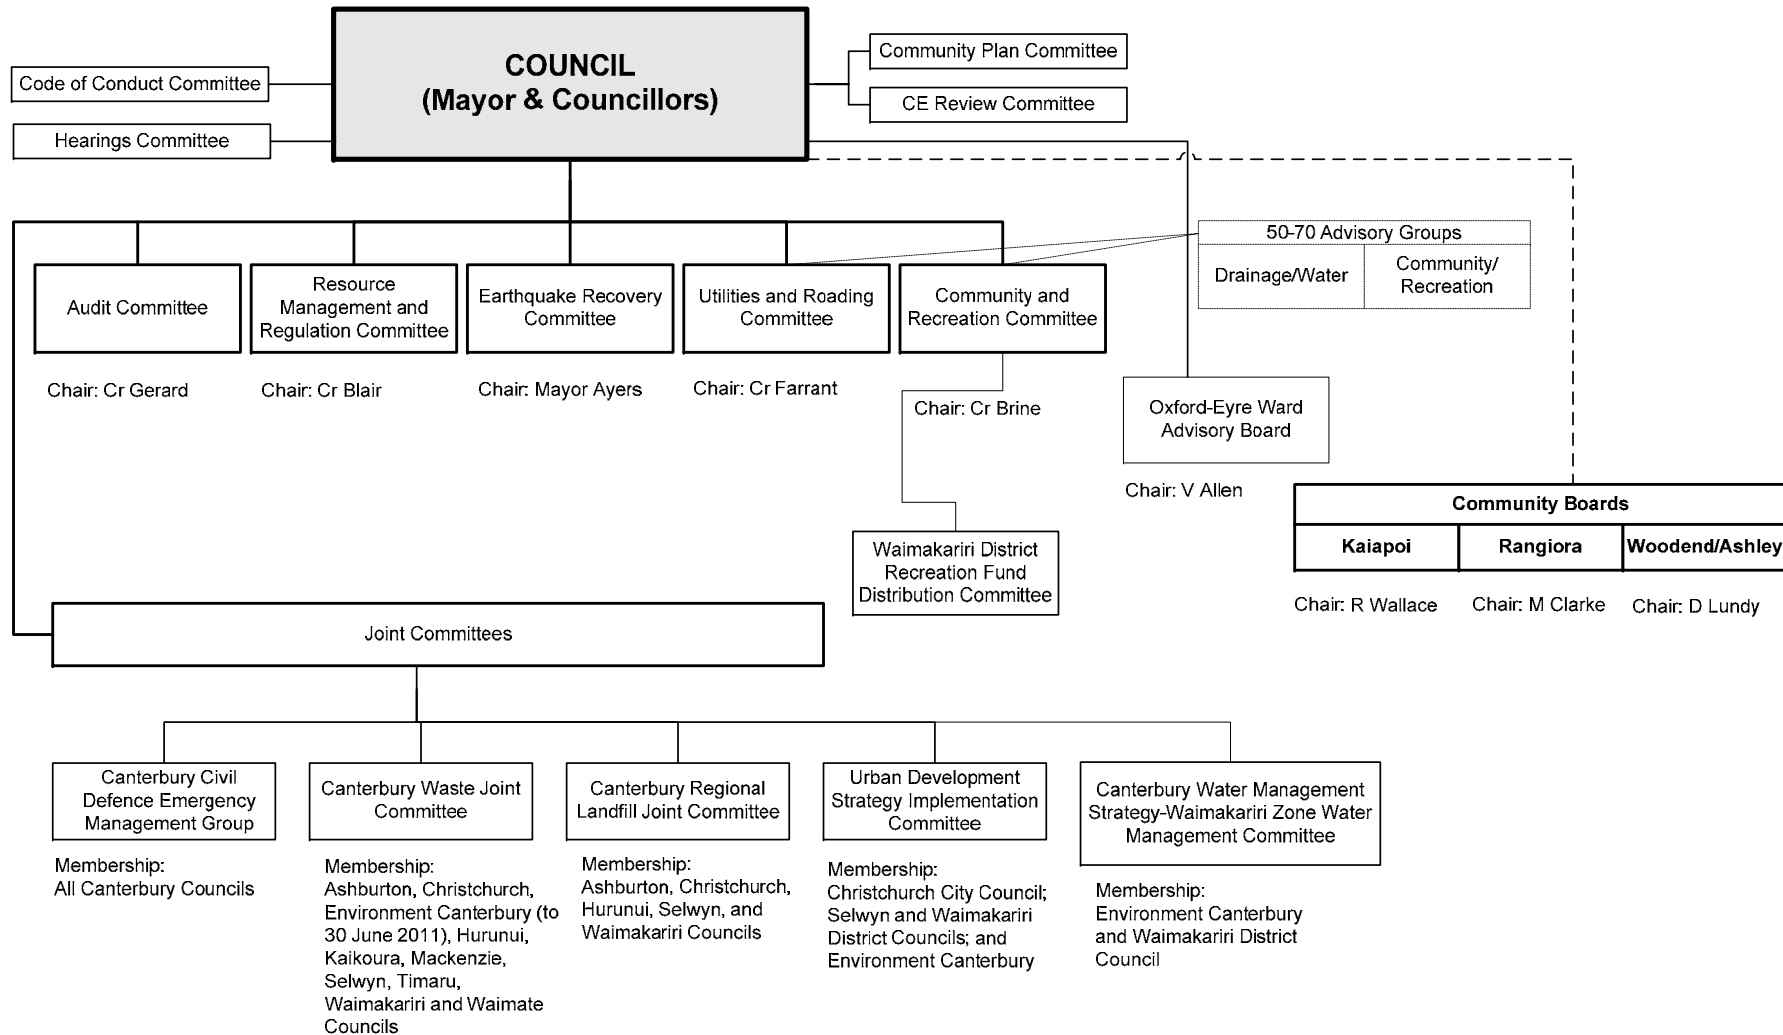 COUNCIL
(Mayor & Councillors)
Code of Conduct Committee
Hearings Committee
Community Plan Committee
CE Review Committee
50-70 Advisory Groups
Drainage/Water
Community/
Recreation
Audit Committee
Resource
Management and
Regulation Committee
Earthquake Recovery
Committee
Utilities and Roading
Committee
Community and
Recreation Committee
Chair: Cr Gerard
Chair: Cr Blair
Chair: Mayor Ayers
Chair: Cr Farrant
Chair: Cr Brine
Oxford-Eyre Ward
Advisory Board
Chair: V Allen
Community Boards
Kaiapoi
Rangiora
Woodend/Ashley
Chair: R Wallace
Chair: M Clarke
Chair: D Lundy
Waimakariri District
Recreation Fund
Distribution Committee
Joint Committees
Canterbury Civil
Defence Emergency
Management Group
Membership:
All Canterbury Councils
Canterbury Waste Joint
Committee
Membership:
Ashburton, Christchurch,
Environment Canterbury (to
30 June 2011), Hurunui,
Kaikoura, Mackenzie,
Selwyn, Timaru,
Waimakariri and Waimate
Councils
Canterbury Regional
Landfill Joint Committee
Membership:
Ashburton, Christchurch,
Hurunui, Selwyn, and
Waimakariri Councils
Urban Development
Strategy Implementation
Committee
Membership:
Christchurch City Council;
Selwyn and Waimakariri
District Councils; and
Environment Canterbury
Canterbury Water Management
Strategy-Waimakariri Zone Water
Management Committee
Membership:
Environment Canterbury
and Waimakariri District
Council